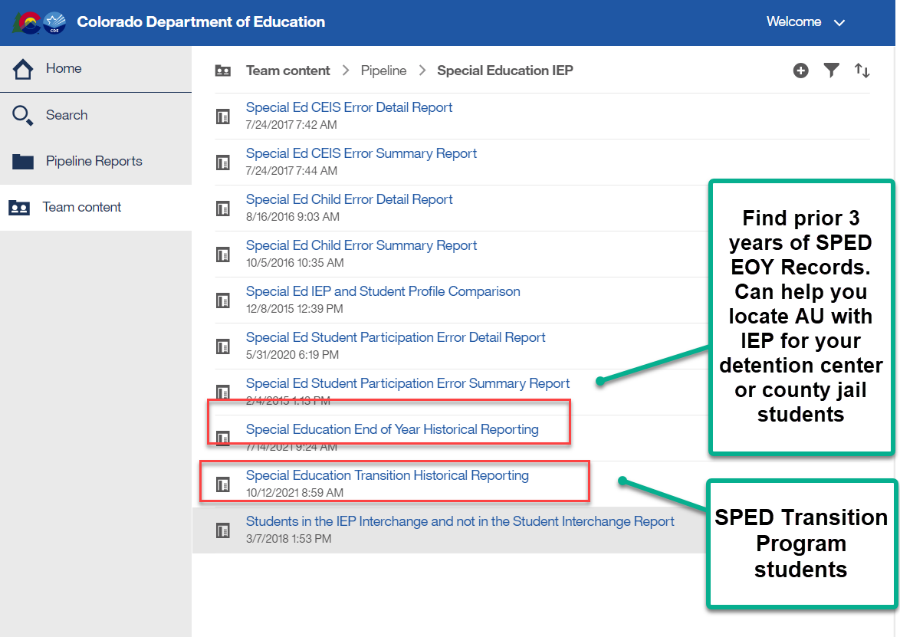 Colorado Department of Education
Welcome
Home
Search
Pipeline Reports
Team content
Team content > Pipeline > Special Education IEP
Special Ed CEIS Error Detail Report
7/24/2017 7:42 AM
Special Ed CEIS Error Summary Report
7/24/2017 7:44 AM
Special Ed Child Error Detail Report
8/16/2016 9:03 AM
Special Ed Child Error Summary Report
10/5/2016 10:35 AM
Special Ed IEP and Student Profile Comparison
12/8/2015 12:39 PM
Special Ed Student Participation Error Detail Report
5/31/2020 6:19 PM
Special Ed Student Participation Error Summary Report
2/4/2015 1:13 PM
Special Education End of Year Historical Reporting
7/14/2021 9:24 AM
Special Education Transition Historical Reporting
10/12/2021 8:59 AM
Students in the IEP Interchange and not in the Student Interchange Report
3/7/2018 1:53 PM
Find prior 3
years of SPED
EOY Records.
Can help you
locate AU with
IEP for your
detention center
or county jail
students
SPED Transition
Program
students